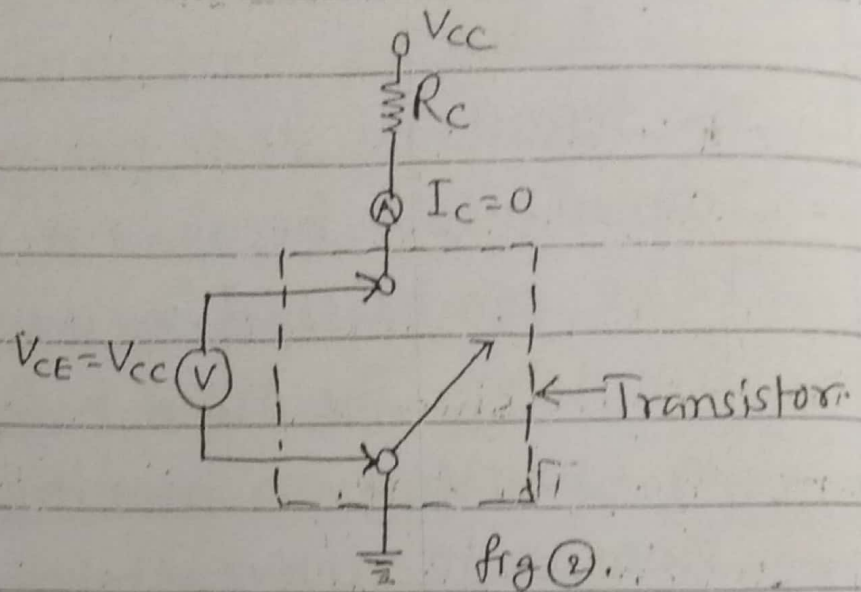 VCC
RC
A IC=0
VCE=VCC V
Transistor.
fig 2...